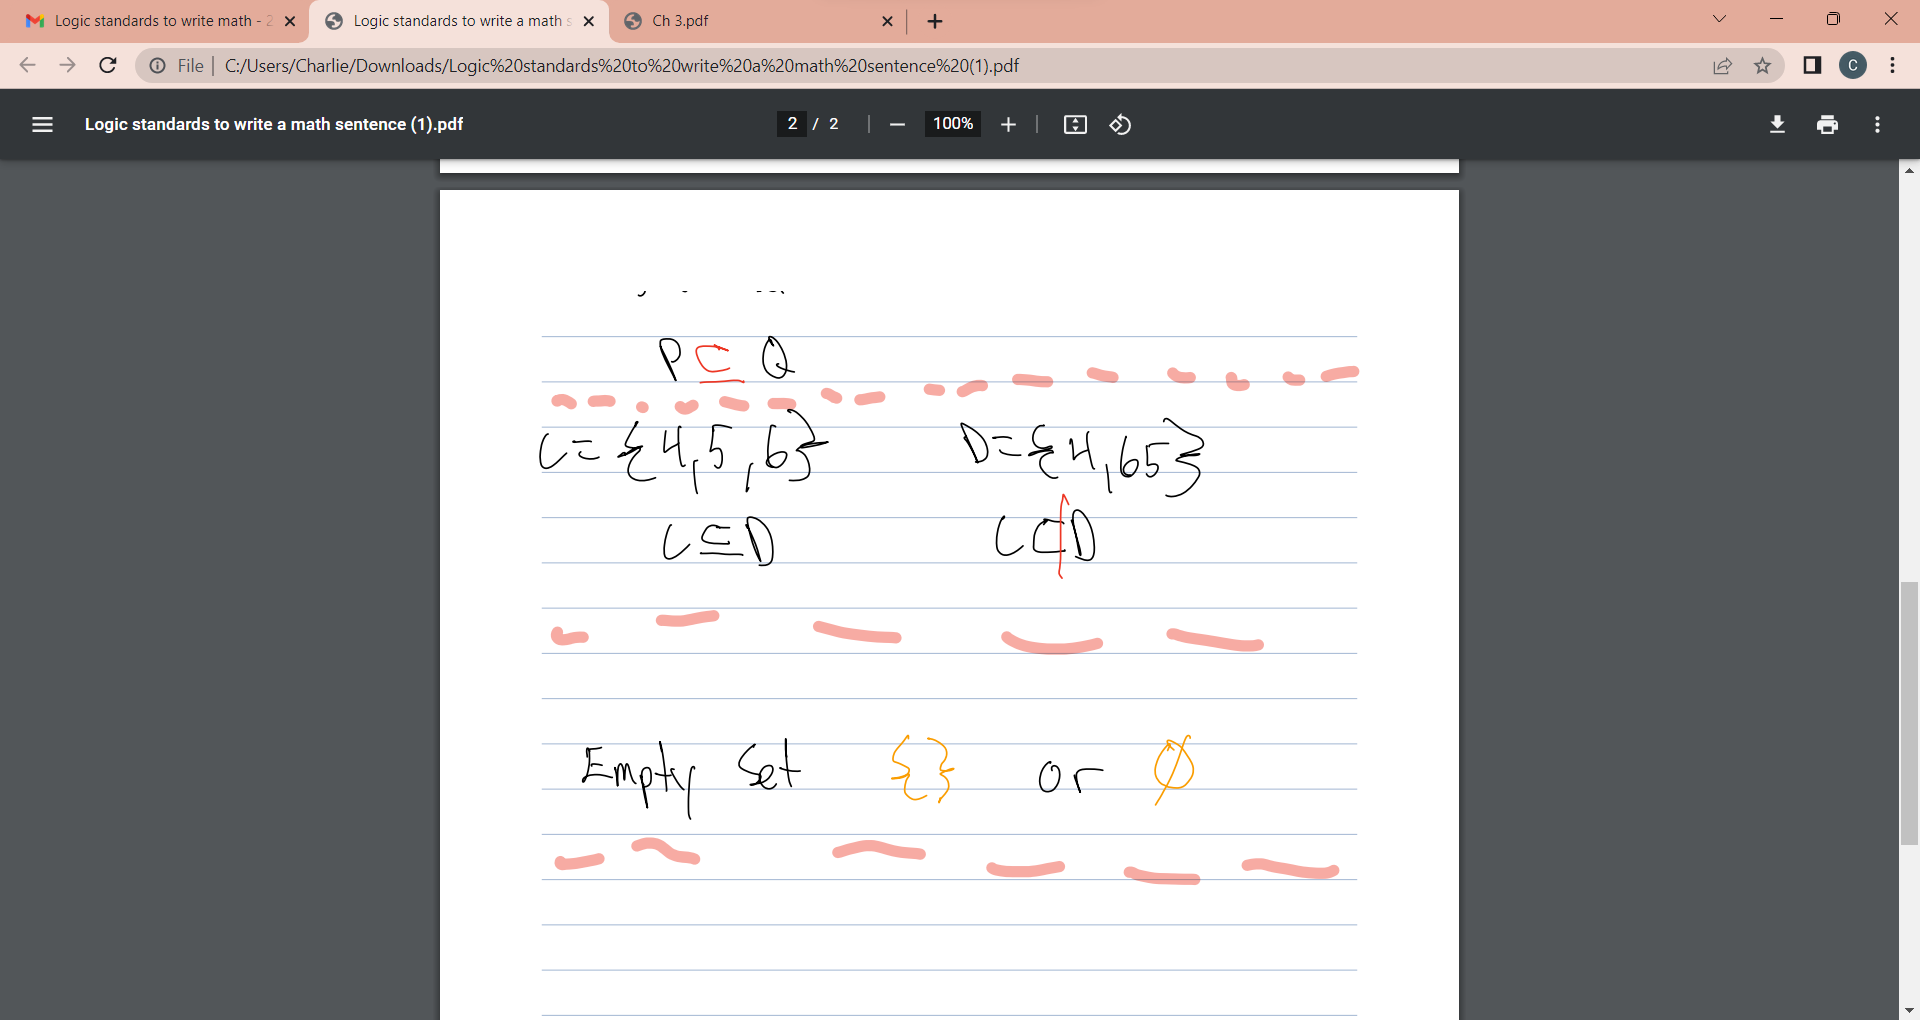 Logic standards to write math - 2
Logic standards to write a math s
Ch 3.pdf
File | C:/Users/Charlie/Downloads/Logic%20standards%20to%20write%20a%20math%20sentence%20(1).pdf
C
Logic standards to write a math sentence (1).pdf
2 / 2
100%
P ⊆ Q
C = {4,5,6} D = {4,65}
C ⊆ D C ⊄ D
Empty Set {} or ∅